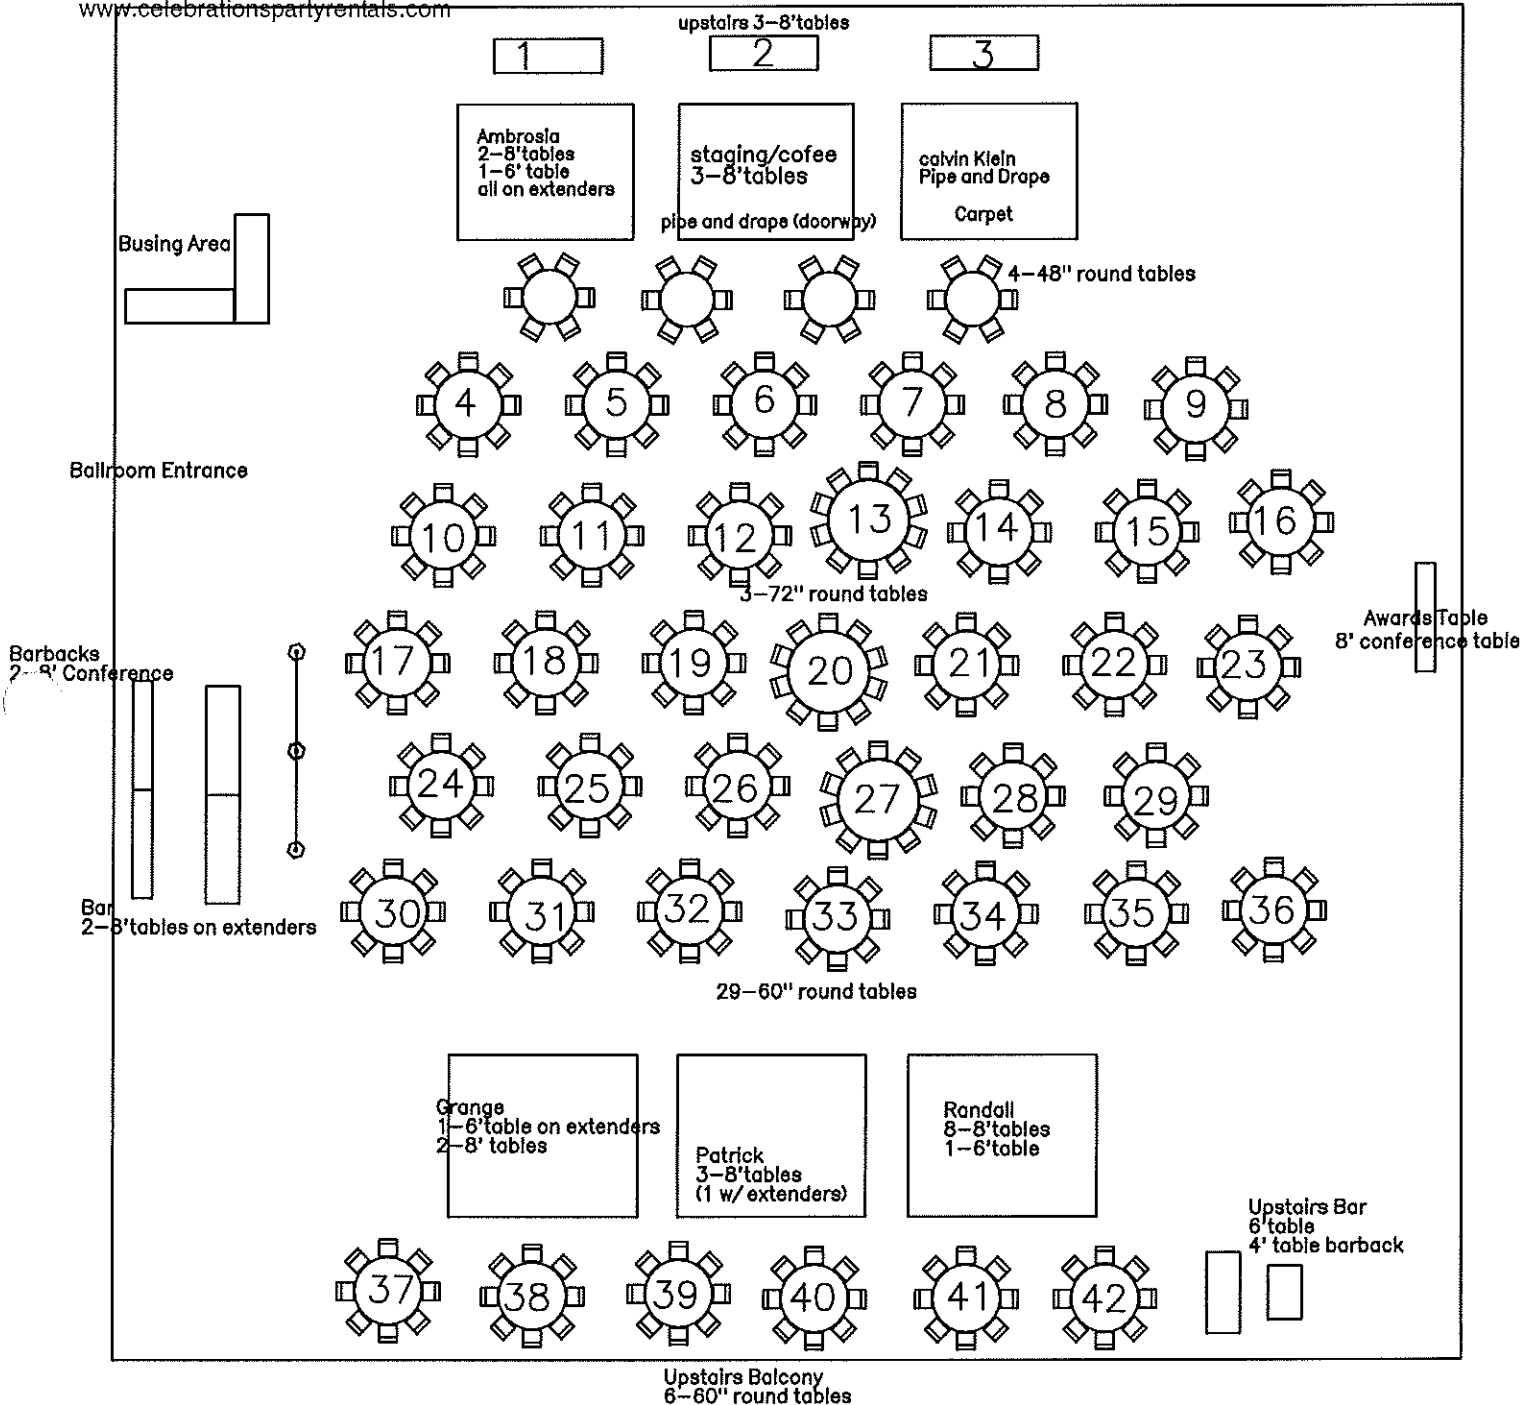 www.celebrationspartyrentals.com
upstairs 3-8'tables
1
2
3
Ambrosia
2-8'tables
1-6' table
all on extenders
staging/cofee
3-8'tables
pipe and drape (doorway)
calvin Klein
Pipe and Drape
Carpet
Busing Area
4-48" round tables
4
5
6
7
8
9
Ballroom Entrance
10
11
12
13
14
15
16
3-72" round tables
Awards Table
8' conference table
Barbacks
2-8' Conference
17
18
19
20
21
22
23
24
25
26
27
28
29
Bar
2-8'tables on extenders
30
31
32
33
34
35
36
29-60" round tables
Grange
1-6'table on extenders
2-8' tables
Patrick
3-8'tables
(1 w/ extenders)
Randall
8-8'tables
1-6'table
Upstairs Bar
6'table
4' table barback
37
38
39
40
41
42
Upstairs Balcony
6-60" round tables